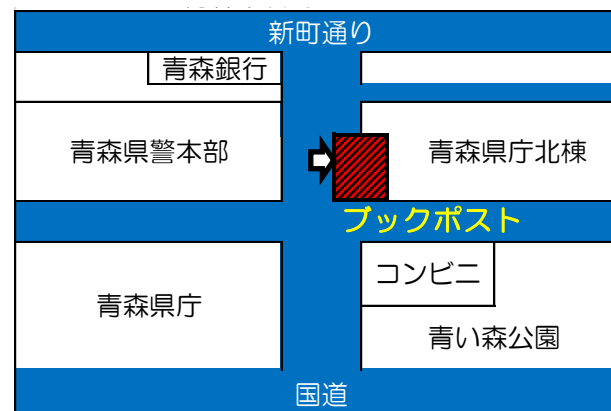 新町通り
青森銀行
青森県警本部
青森県庁北棟
ブックポスト
コンビニ
青森県庁
青い森公園
国道